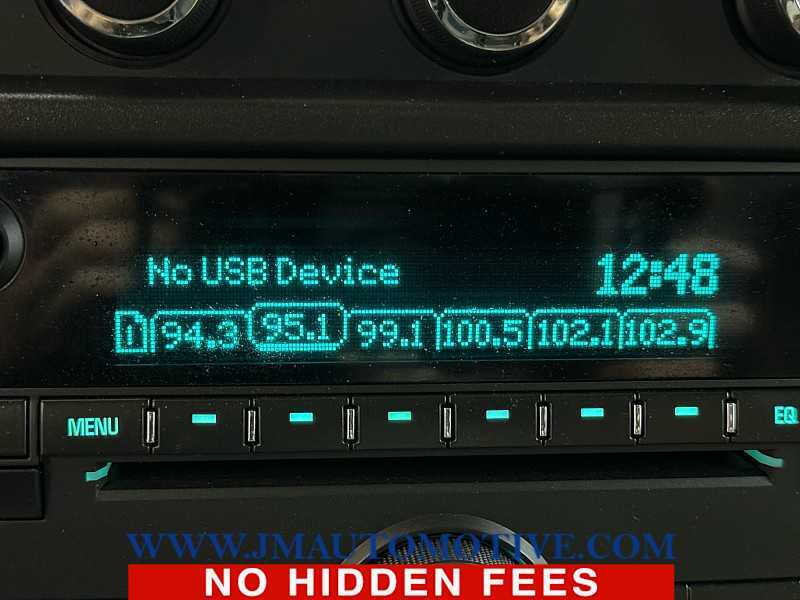 No USB Device 12:48
1 94.3 95.1 99.1 100.5 102.1 102.9
MENU EQ
WWW.JMAUTOMOTIVE.COM
NO HIDDEN FEES